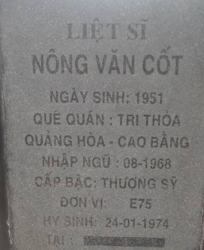 LIỆT SĨ
NÔNG VĂN CỐT
NGÀY SINH: 1951
QUÊ QUÁN : TRI THỎA
QUẢNG HÒA - CAO BẰNG
NHẬP NGŨ : 08-1968
CẤP BẬC: THƯỢNG SỸ
ĐƠN VỊ: E75
HY SINH: 24-01-1974
TẠI :